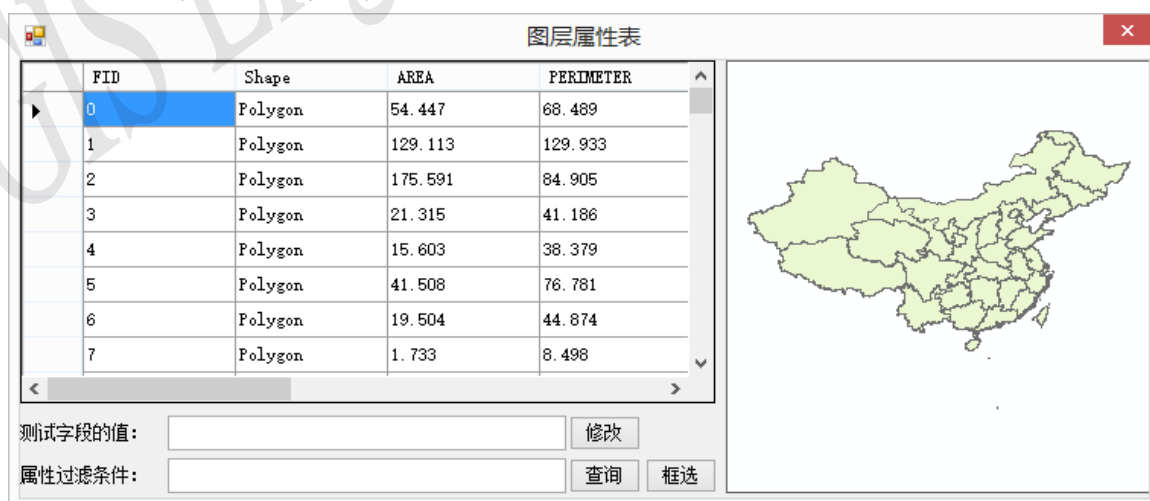 图层属性表
FID Shape AREA PERIMETER
0 Polygon 54.447 68.489
1 Polygon 129.113 129.933
2 Polygon 175.591 84.905
3 Polygon 21.315 41.186
4 Polygon 15.603 38.379
5 Polygon 41.508 76.781
6 Polygon 19.504 44.874
7 Polygon 1.733 8.498
测试字段的值： 修改
属性过滤条件： 查询 框选